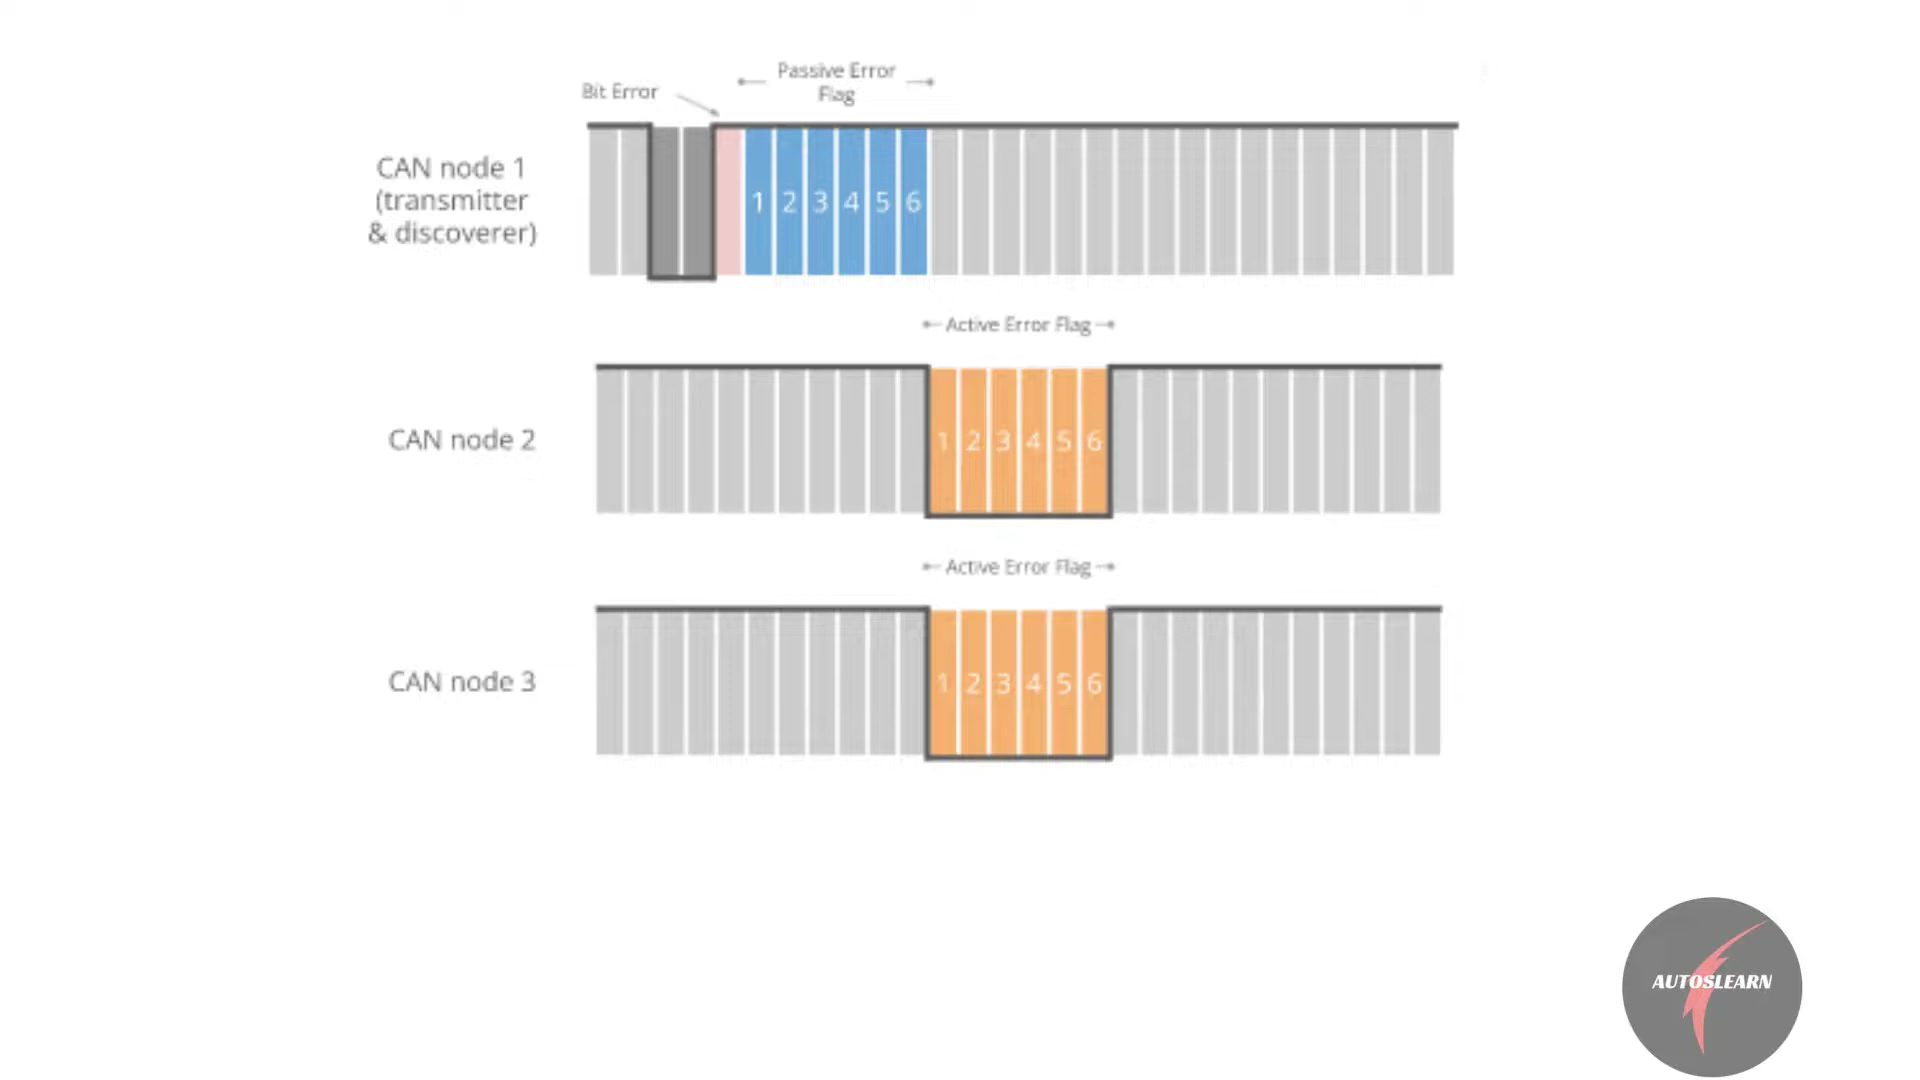 Passive Error
Flag
Bit Error
CAN node 1
(transmitter
& discoverer)
1 2 3 4 5 6
Active Error Flag
CAN node 2
1 2 3 4 5 6
Active Error Flag
CAN node 3
1 2 3 4 5 6
AUTOSLEARN